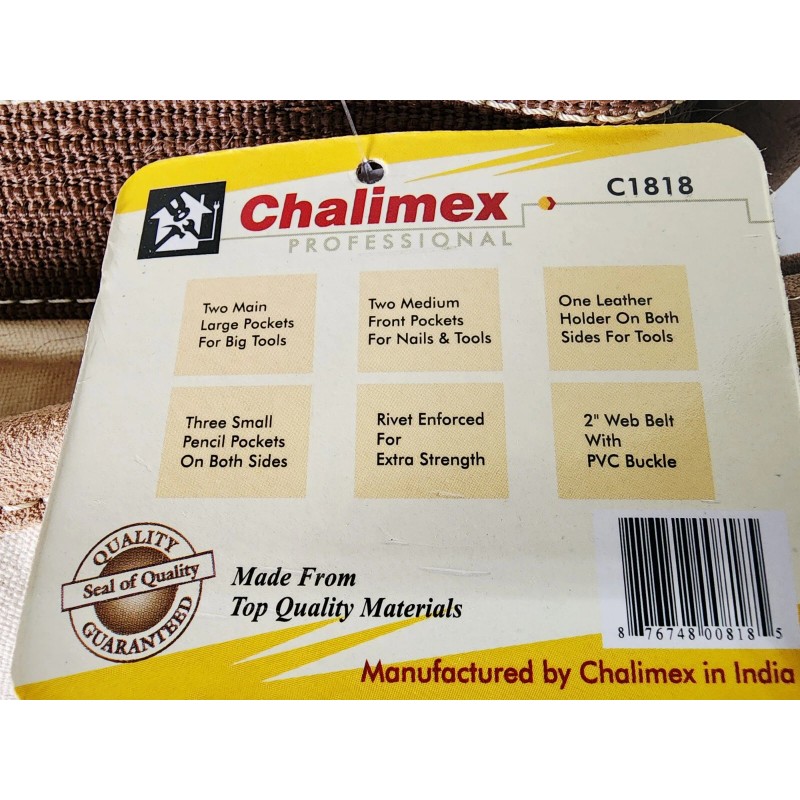 Chalimex
PROFESSIONAL
C1818
Two Main
Large Pockets
For Big Tools
Two Medium
Front Pockets
For Nails & Tools
One Leather
Holder On Both
Sides For Tools
Three Small
Pencil Pockets
On Both Sides
Rivet Enforced
For
Extra Strength
2" Web Belt
With
PVC Buckle
QUALITY
Seal of Quality
GUARANTEED
Made From
Top Quality Materials
8 76748 00818 5
Manufactured by Chalimex in India